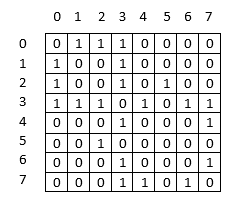 0 1 2 3 4 5 6 7
0 0 1 1 1 0 0 0 0
1 1 0 0 1 0 0 0 0
2 1 0 0 1 0 1 0 0
3 1 1 1 0 1 0 1 1
4 0 0 0 1 0 0 0 1
5 0 0 1 0 0 0 0 0
6 0 0 0 1 0 0 0 1
7 0 0 0 1 1 0 1 0